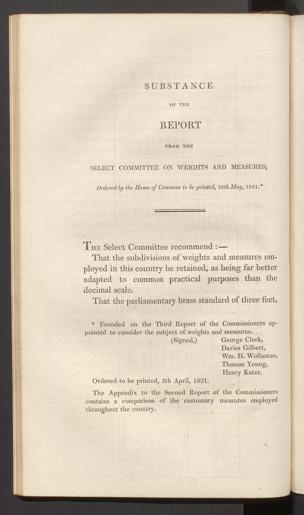 SUBSTANCE
OF THE
REPORT
FROM THE
SELECT COMMITTEE ON WEIGHTS AND MEASURES;
Ordered by the House of Commons to be printed, 28th May, 1821.*
THE Select Committee recommend :—
That the subdivisions of weights and measures em-
ployed in this country be retained, as being far better
adapted to common practical purposes than the
decimal scale.
That the parliamentary brass standard of three feet,
* Founded on the Third Report of the Commissioners ap-
pointed to consider the subject of weights and measures.
(Signed,) George Clerk,
Davies Gilbert,
Wm. H. Wollaston,
Thomas Young,
Henry Kater.
Ordered to be printed, 5th April, 1821.
The Appendix to the Second Report of the Commissioners
contains a comparison of the customary measures employed
throughout the country.